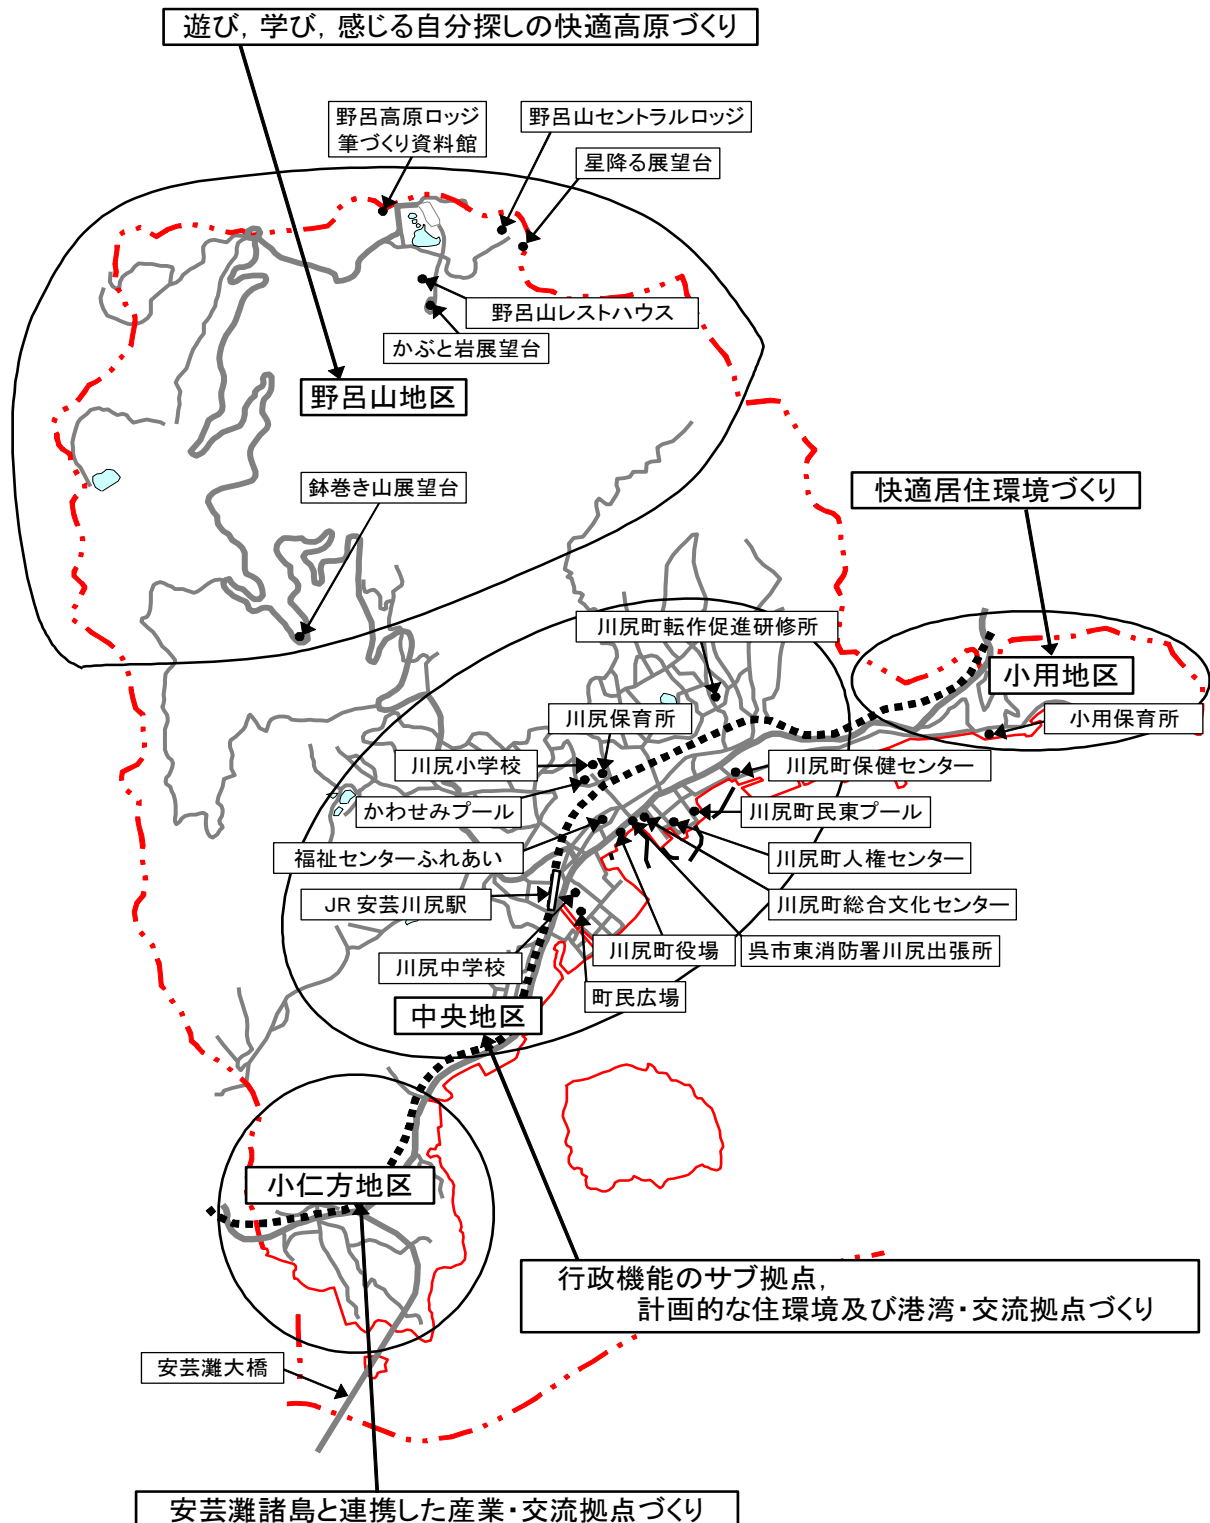 遊び，学び，感じる自分探しの快適高原づくり
野呂高原ロッジ
筆づくり資料館
野呂山セントラルロッジ
星降る展望台
野呂山レストハウス
かぶと岩展望台
野呂山地区
鉢巻き山展望台
快適居住環境づくり
川尻町転作促進研修所
小用地区
川尻保育所
小用保育所
川尻小学校
川尻町保健センター
かわせみプール
川尻町民東プール
福祉センターふれあい
川尻町人権センター
JR 安芸川尻駅
川尻町総合文化センター
川尻中学校
川尻町役場
呉市東消防署川尻出張所
町民広場
中央地区
小仁方地区
行政機能のサブ拠点，
計画的な住環境及び港湾・交流拠点づくり
安芸灘大橋
安芸灘諸島と連携した産業・交流拠点づくり